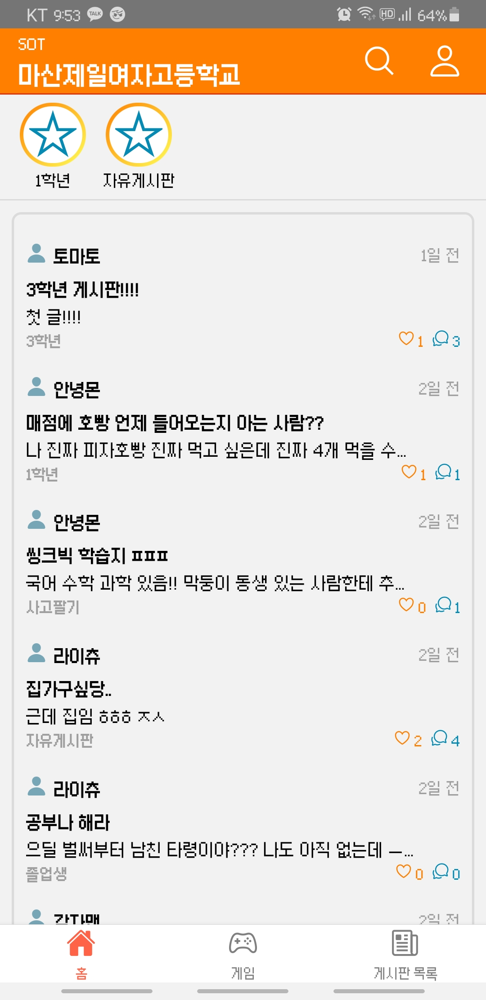 KT 9:53 TALK HD 64%
SOT
마산제일여자고등학교
1학년 자유게시판
토마토 1일 전
3학년 게시판!!!!
첫 글!!!!
3학년 1 3
안녕몬 2일 전
매점에 호빵 언제 들어오는지 아는 사람??
나 진짜 피자호빵 진짜 먹고 싶은데 진짜 4개 먹을 수...
1학년 1 1
안녕몬 2일 전
씽크빅 학습지 ㅍㅍㅍ
국어 수학 과학 있음!! 막둥이 동생 있는 사람한테 추...
사고팔기 0 1
라이츄 2일 전
집가구싶당..
근데 집임 ㅎㅎㅎ ㅈㅅ
자유게시판 2 4
라이츄 2일 전
공부나 해라
으딜 벌써부터 남친 타령이야??? 나도 아직 없는데 ㅡ...
졸업생 0 0
2일 전
홈 게임 게시판 목록